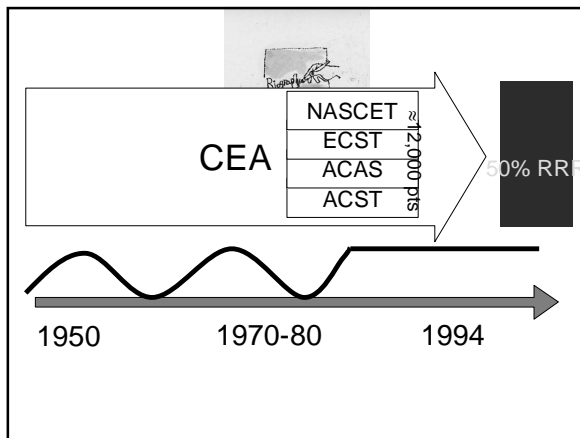 NASCET
ECST
ACAS
ACST
≈12,000 pts
CEA
50% RRR
1950
1970-80
1994